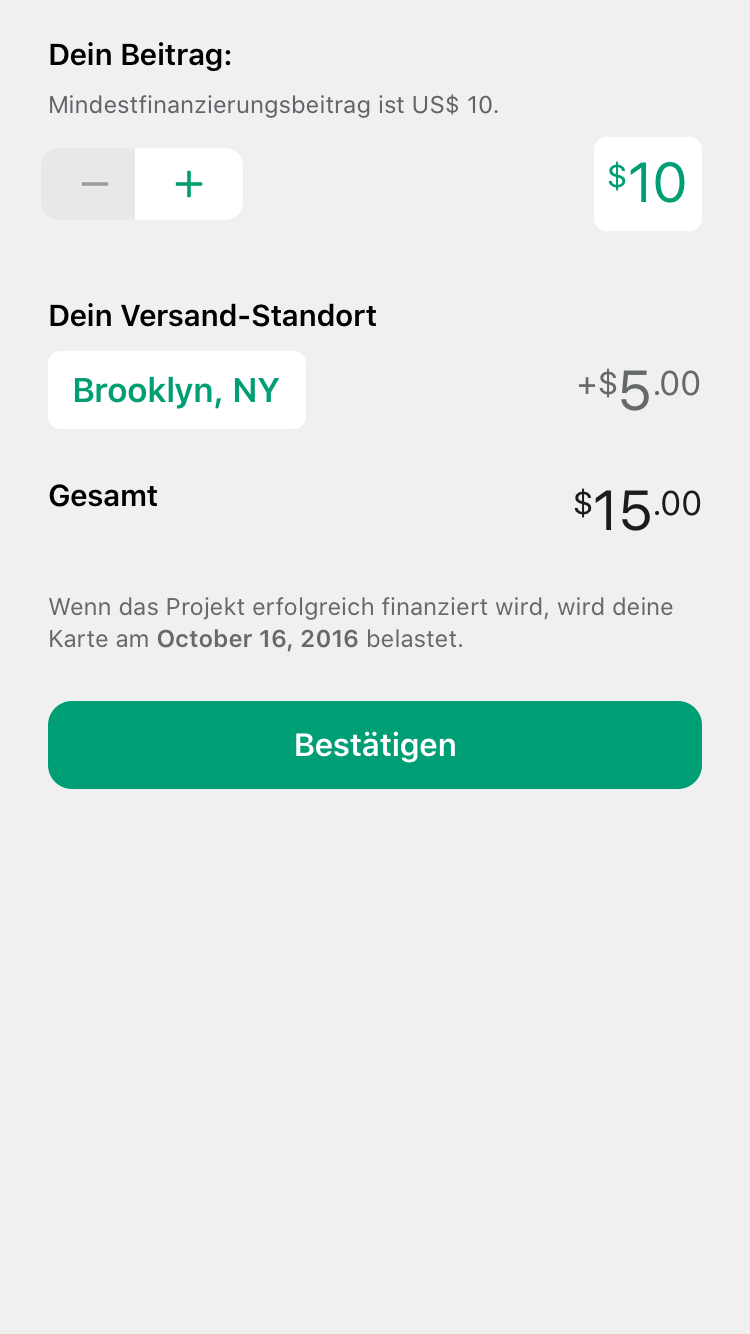 Dein Beitrag:
Mindestfinanzierungsbeitrag ist US$ 10.
− +
$10
Dein Versand-Standort
Brooklyn, NY
+$5.00
Gesamt
$15.00
Wenn das Projekt erfolgreich finanziert wird, wird deine
Karte am October 16, 2016 belastet.
Bestätigen